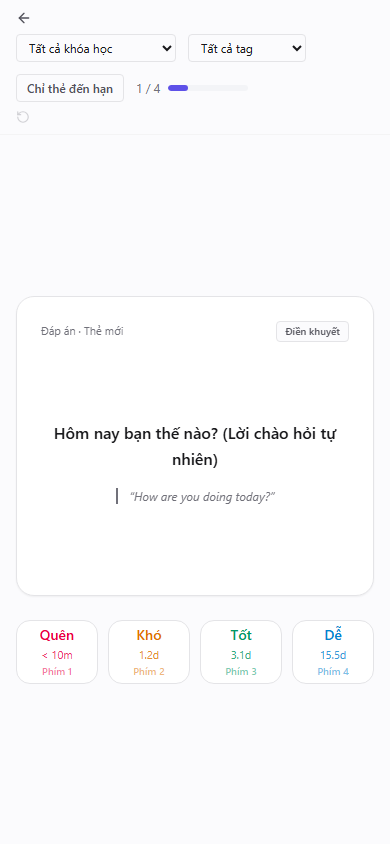 Tất cả khóa học
Tất cả tag
Chỉ thẻ đến hạn
1 / 4
Đáp án · Thẻ mới
Điền khuyết
Hôm nay bạn thế nào? (Lời chào hỏi tự
nhiên)
“How are you doing today?”
Quên
< 10m
Phím 1
Khó
1.2d
Phím 2
Tốt
3.1d
Phím 3
Dễ
15.5d
Phím 4